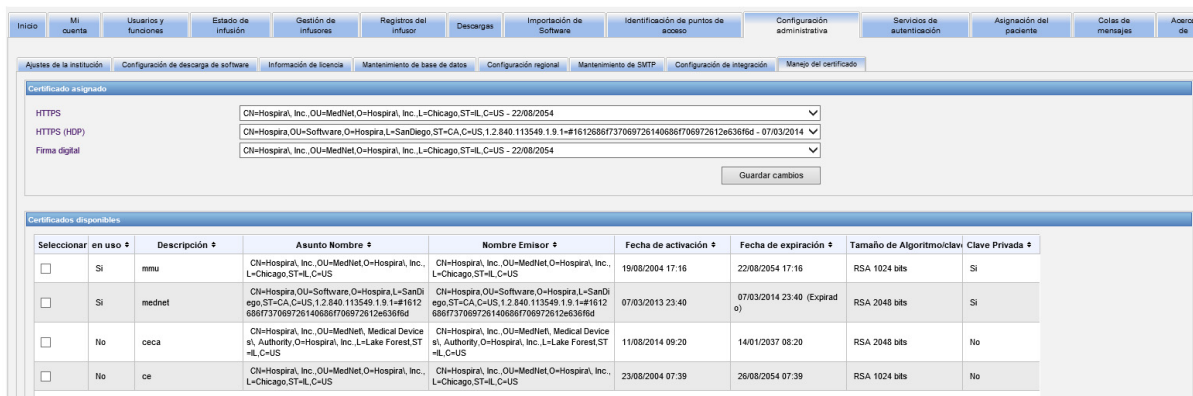 Inicio
Mi cuenta
Usuarios y funciones
Estado de infusión
Gestión de infusores
Registros del infusor
Descargas
Importación de Software
Identificación de puntos de acceso
Configuración administrativa
Servicios de autenticación
Asignación del paciente
Colas de mensajes
Acerca de
Ajustes de la institución
Configuración de descarga de software
Información de licencia
Mantenimiento de base de datos
Configuración regional
Mantenimiento de SMTP
Configuración de integración
Manejo del certificado
Certificado asignado
HTTPS CN=Hospira\, Inc.,OU=MedNet,O=Hospira\, Inc.,L=Chicago,ST=IL,C=US - 22/08/2054
HTTPS (HDP) CN=Hospira,OU=Software,O=Hospira,L=SanDiego,ST=CA,C=US,1.2.840.113549.1.9.1=#1612686f737069726140686f706972612e636f6d - 07/03/2014
Firma digital CN=Hospira\, Inc.,OU=MedNet,O=Hospira\, Inc.,L=Chicago,ST=IL,C=US - 22/08/2054
Guardar cambios
Certificados disponibles
Seleccionar en uso Descripción Asunto Nombre Nombre Emisor Fecha de activación Fecha de expiración Tamaño de Algoritmo/clav Clave Privada
Si mmu CN=Hospira\, Inc.,OU=MedNet,O=Hospira\, Inc., CN=Hospira\, Inc.,OU=MedNet,O=Hospira\, Inc., 19/08/2004 17:16 22/08/2054 17:16 RSA 1024 bits Si
L=Chicago,ST=IL,C=US L=Chicago,ST=IL,C=US
CN=Hospira,OU=Software,O=Hospira,L=SanDi CN=Hospira,OU=Software,O=Hospira,L=SanDi
Si mednet ego,ST=CA,C=US,1.2.840.113549.1.9.1=#1612 ego,ST=CA,C=US,1.2.840.113549.1.9.1=#1612 07/03/2013 23:40 07/03/2014 23:40 (Expirad RSA 2048 bits Si
686f737069726140686f706972612e636f6d 686f737069726140686f706972612e636f6d o)
CN=Hospira\, Inc.,OU=MedNet\, Medical Device CN=Hospira\, Inc.,OU=MedNet\, Medical Device
No ceca s\, Authority,O=Hospira\, Inc.,L=Lake Forest,ST s\, Authority,O=Hospira\, Inc.,L=Lake Forest,ST 11/08/2014 09:20 14/01/2037 08:20 RSA 2048 bits No
=IL,C=US =IL,C=US
No ce CN=Hospira\, Inc.,OU=MedNet,O=Hospira\, Inc., CN=Hospira\, Inc.,OU=MedNet,O=Hospira\, Inc., 23/08/2004 07:39 26/08/2054 07:39 RSA 1024 bits No
L=Chicago,ST=IL,C=US L=Chicago,ST=IL,C=US